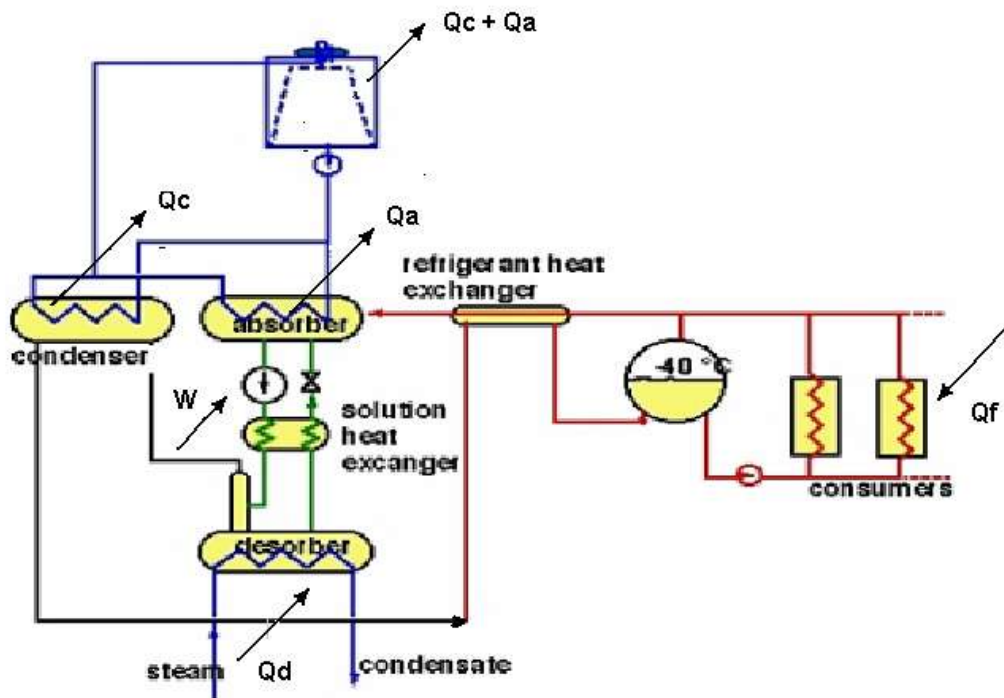 Qc + Qa
Qc
Qa
refrigerant heat
exchanger
absorber
condenser
-40 °C
W
solution
heat
excanger
Qf
consumers
desorber
steam
Qd
condensate